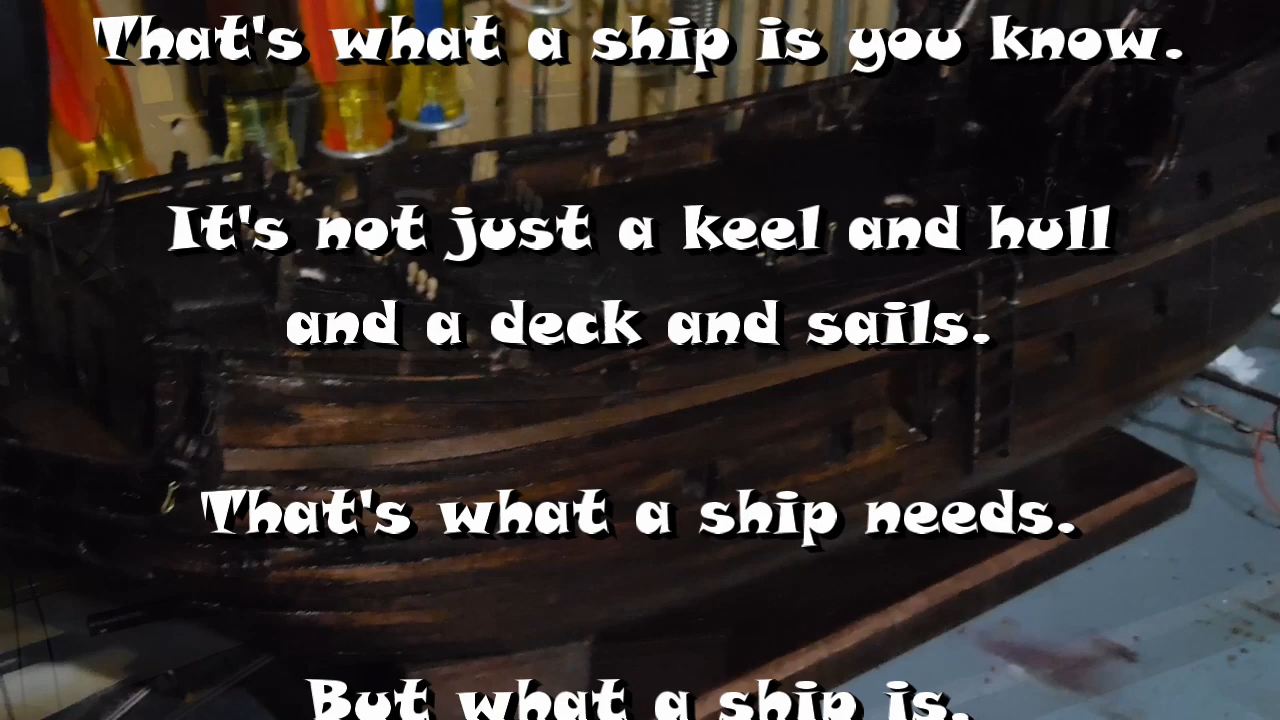 That's what a ship is you know.
It's not just a keel and hull
and a deck and sails.
That's what a ship needs.
But what a ship is.